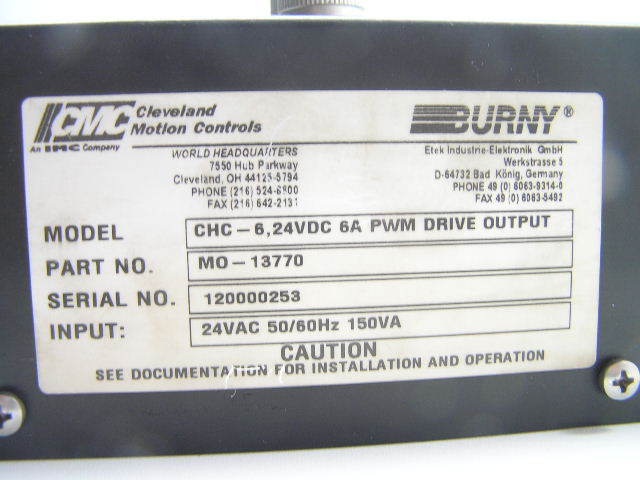 CMC Cleveland Motion Controls
An IMC Company
BURNY®
WORLD HEADQUARTERS
7550 Hub Parkway
Cleveland, OH 44125-5794
PHONE (216) 524-8800
FAX (216) 642-2131
Etek Industrie-Elektronik GmbH
Werkstrasse 5
D-64732 Bad König, Germany
PHONE 49 (0) 6063-9314-0
FAX 49 (0) 6063-5492
MODEL CHC-6,24VDC 6A PWM DRIVE OUTPUT
PART NO. MO-13770
SERIAL NO. 120000253
INPUT: 24VAC 50/60Hz 150VA
CAUTION
SEE DOCUMENTATION FOR INSTALLATION AND OPERATION